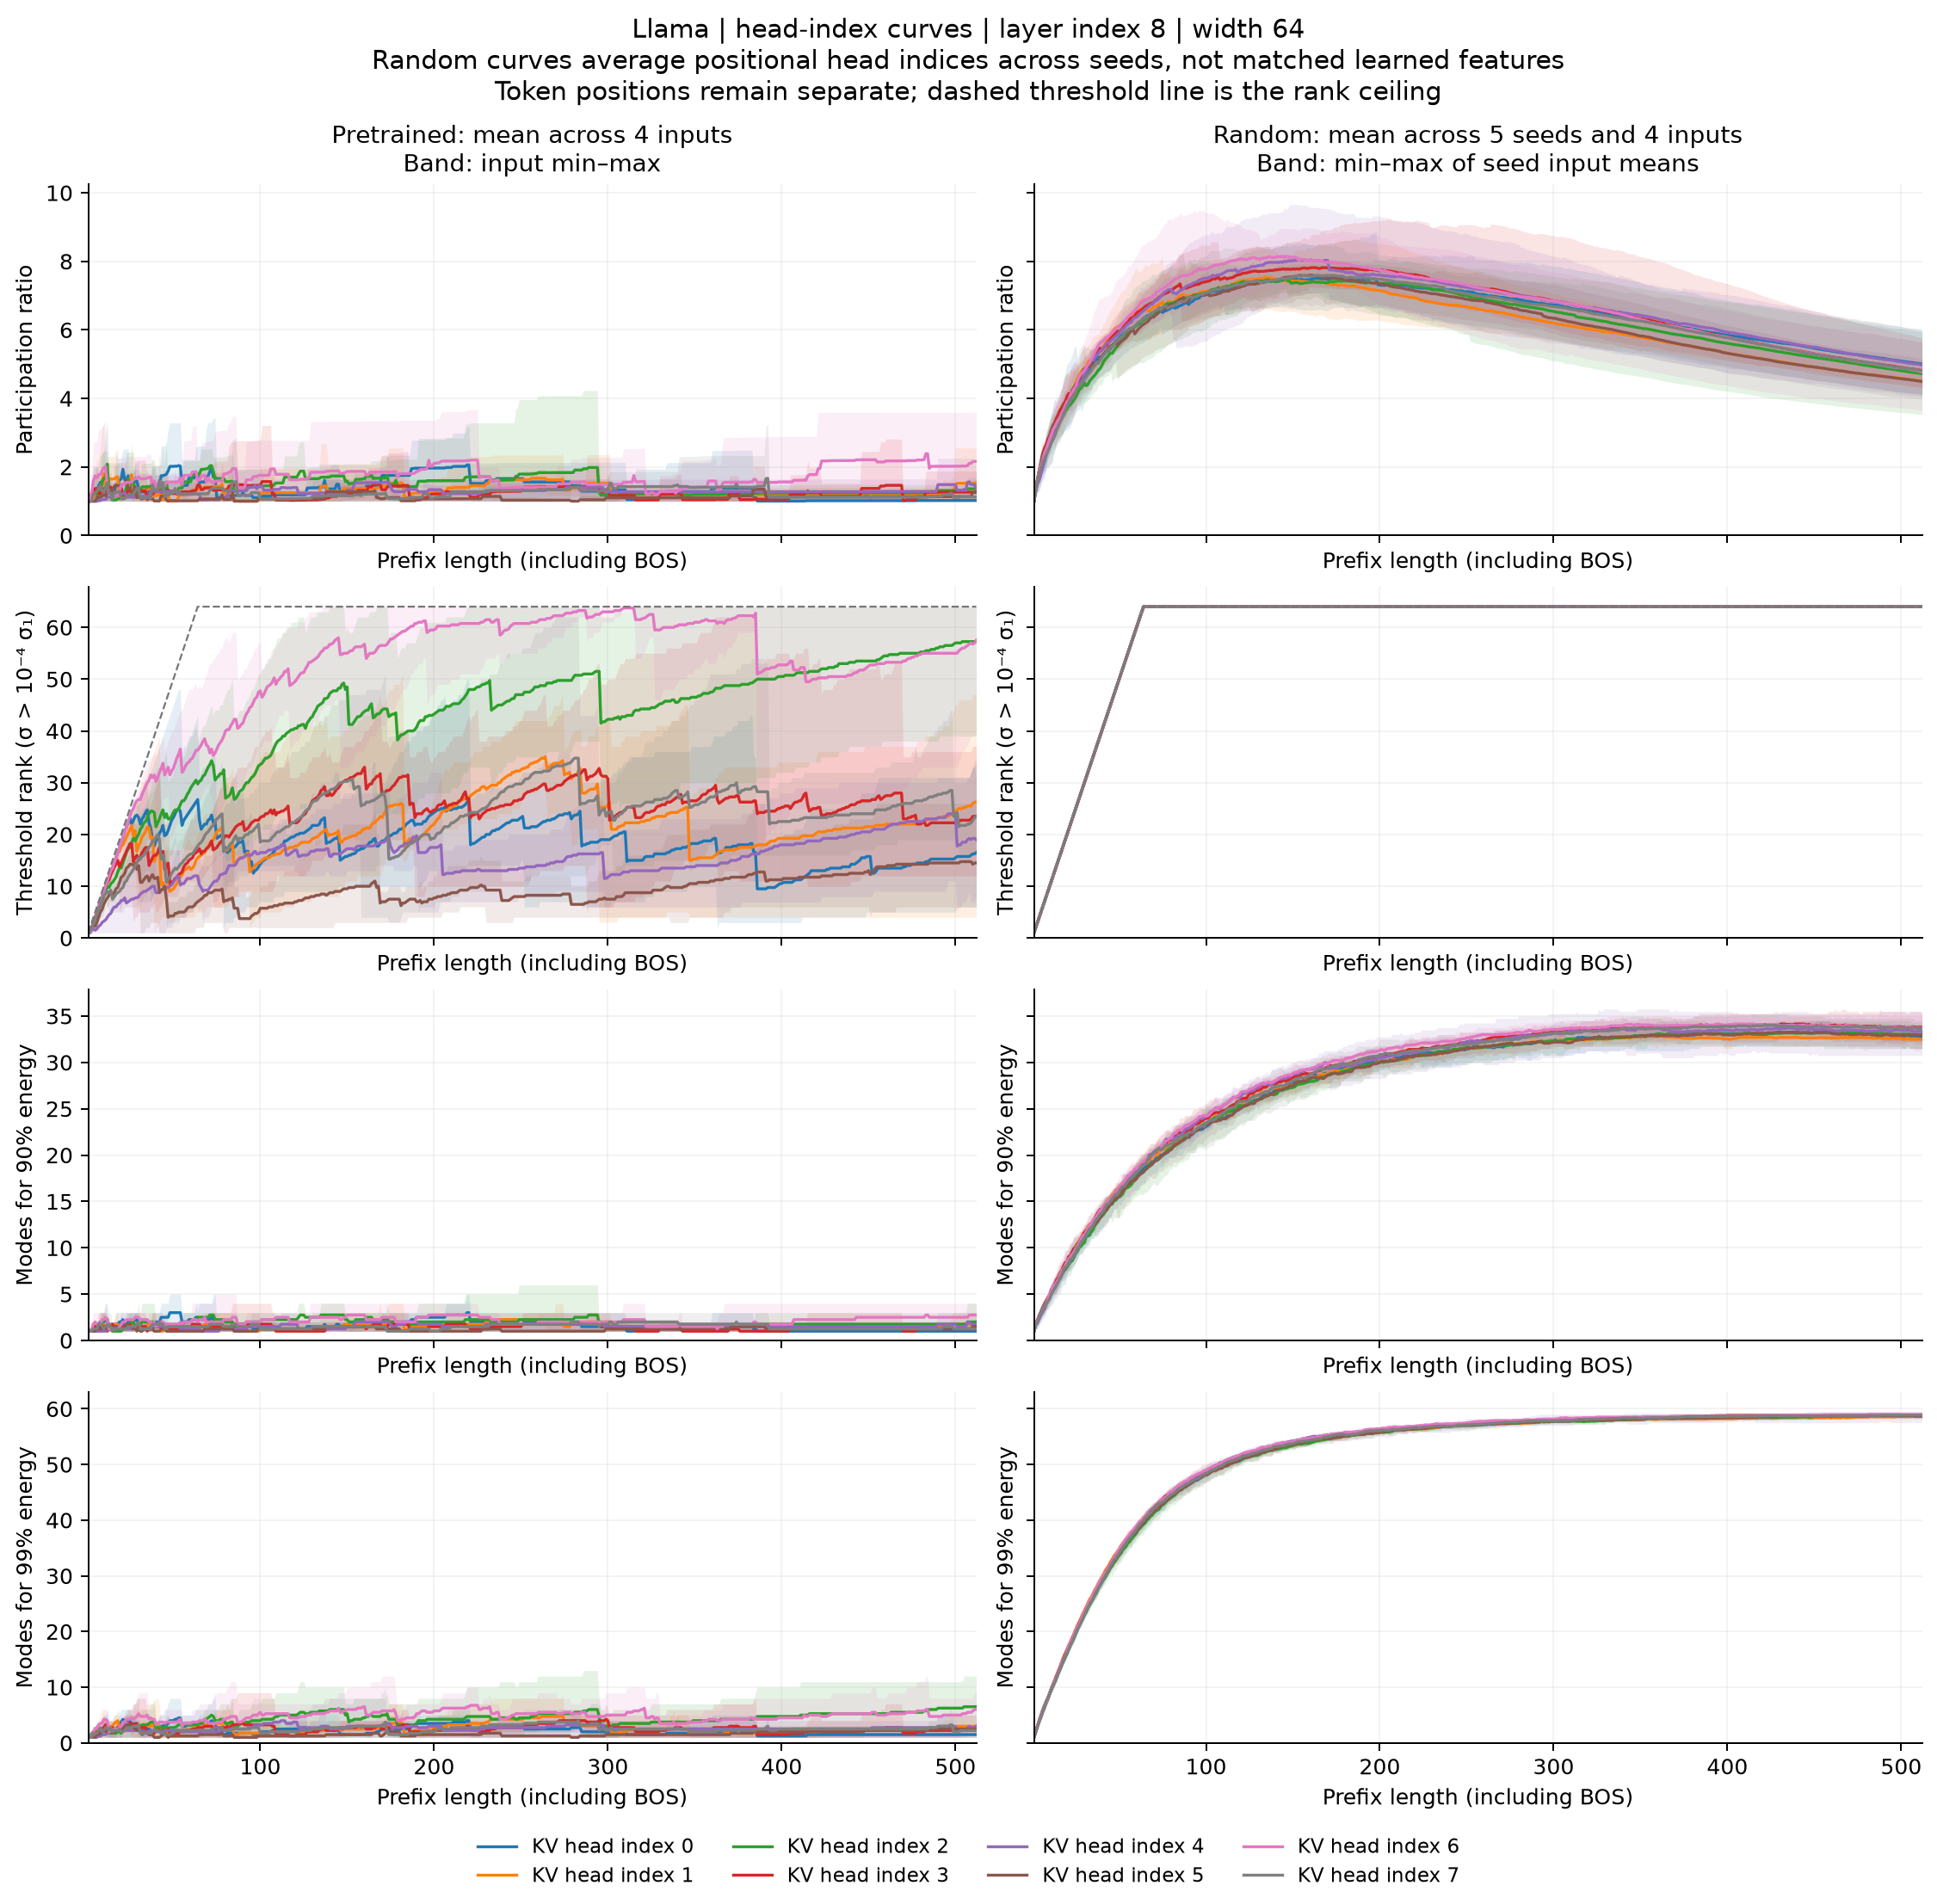 Llama | head-index curves | layer index 8 | width 64
Random curves average positional head indices across seeds, not matched learned features
Token positions remain separate; dashed threshold line is the rank ceiling
Pretrained: mean across 4 inputs
Band: input min–max
Random: mean across 5 seeds and 4 inputs
Band: min–max of seed input means
Participation ratio
10
8
6
4
2
0
Prefix length (including BOS)
Participation ratio
Prefix length (including BOS)
Threshold rank (σ > 10⁻⁴ σ₁)
60
50
40
30
20
10
0
Prefix length (including BOS)
Threshold rank (σ > 10⁻⁴ σ₁)
Prefix length (including BOS)
Modes for 90% energy
35
30
25
20
15
10
5
0
Prefix length (including BOS)
Modes for 90% energy
Prefix length (including BOS)
Modes for 99% energy
60
50
40
30
20
10
0
100 200 300 400 500
Prefix length (including BOS)
Modes for 99% energy
100 200 300 400 500
Prefix length (including BOS)
KV head index 0 KV head index 2 KV head index 4 KV head index 6
KV head index 1 KV head index 3 KV head index 5 KV head index 7